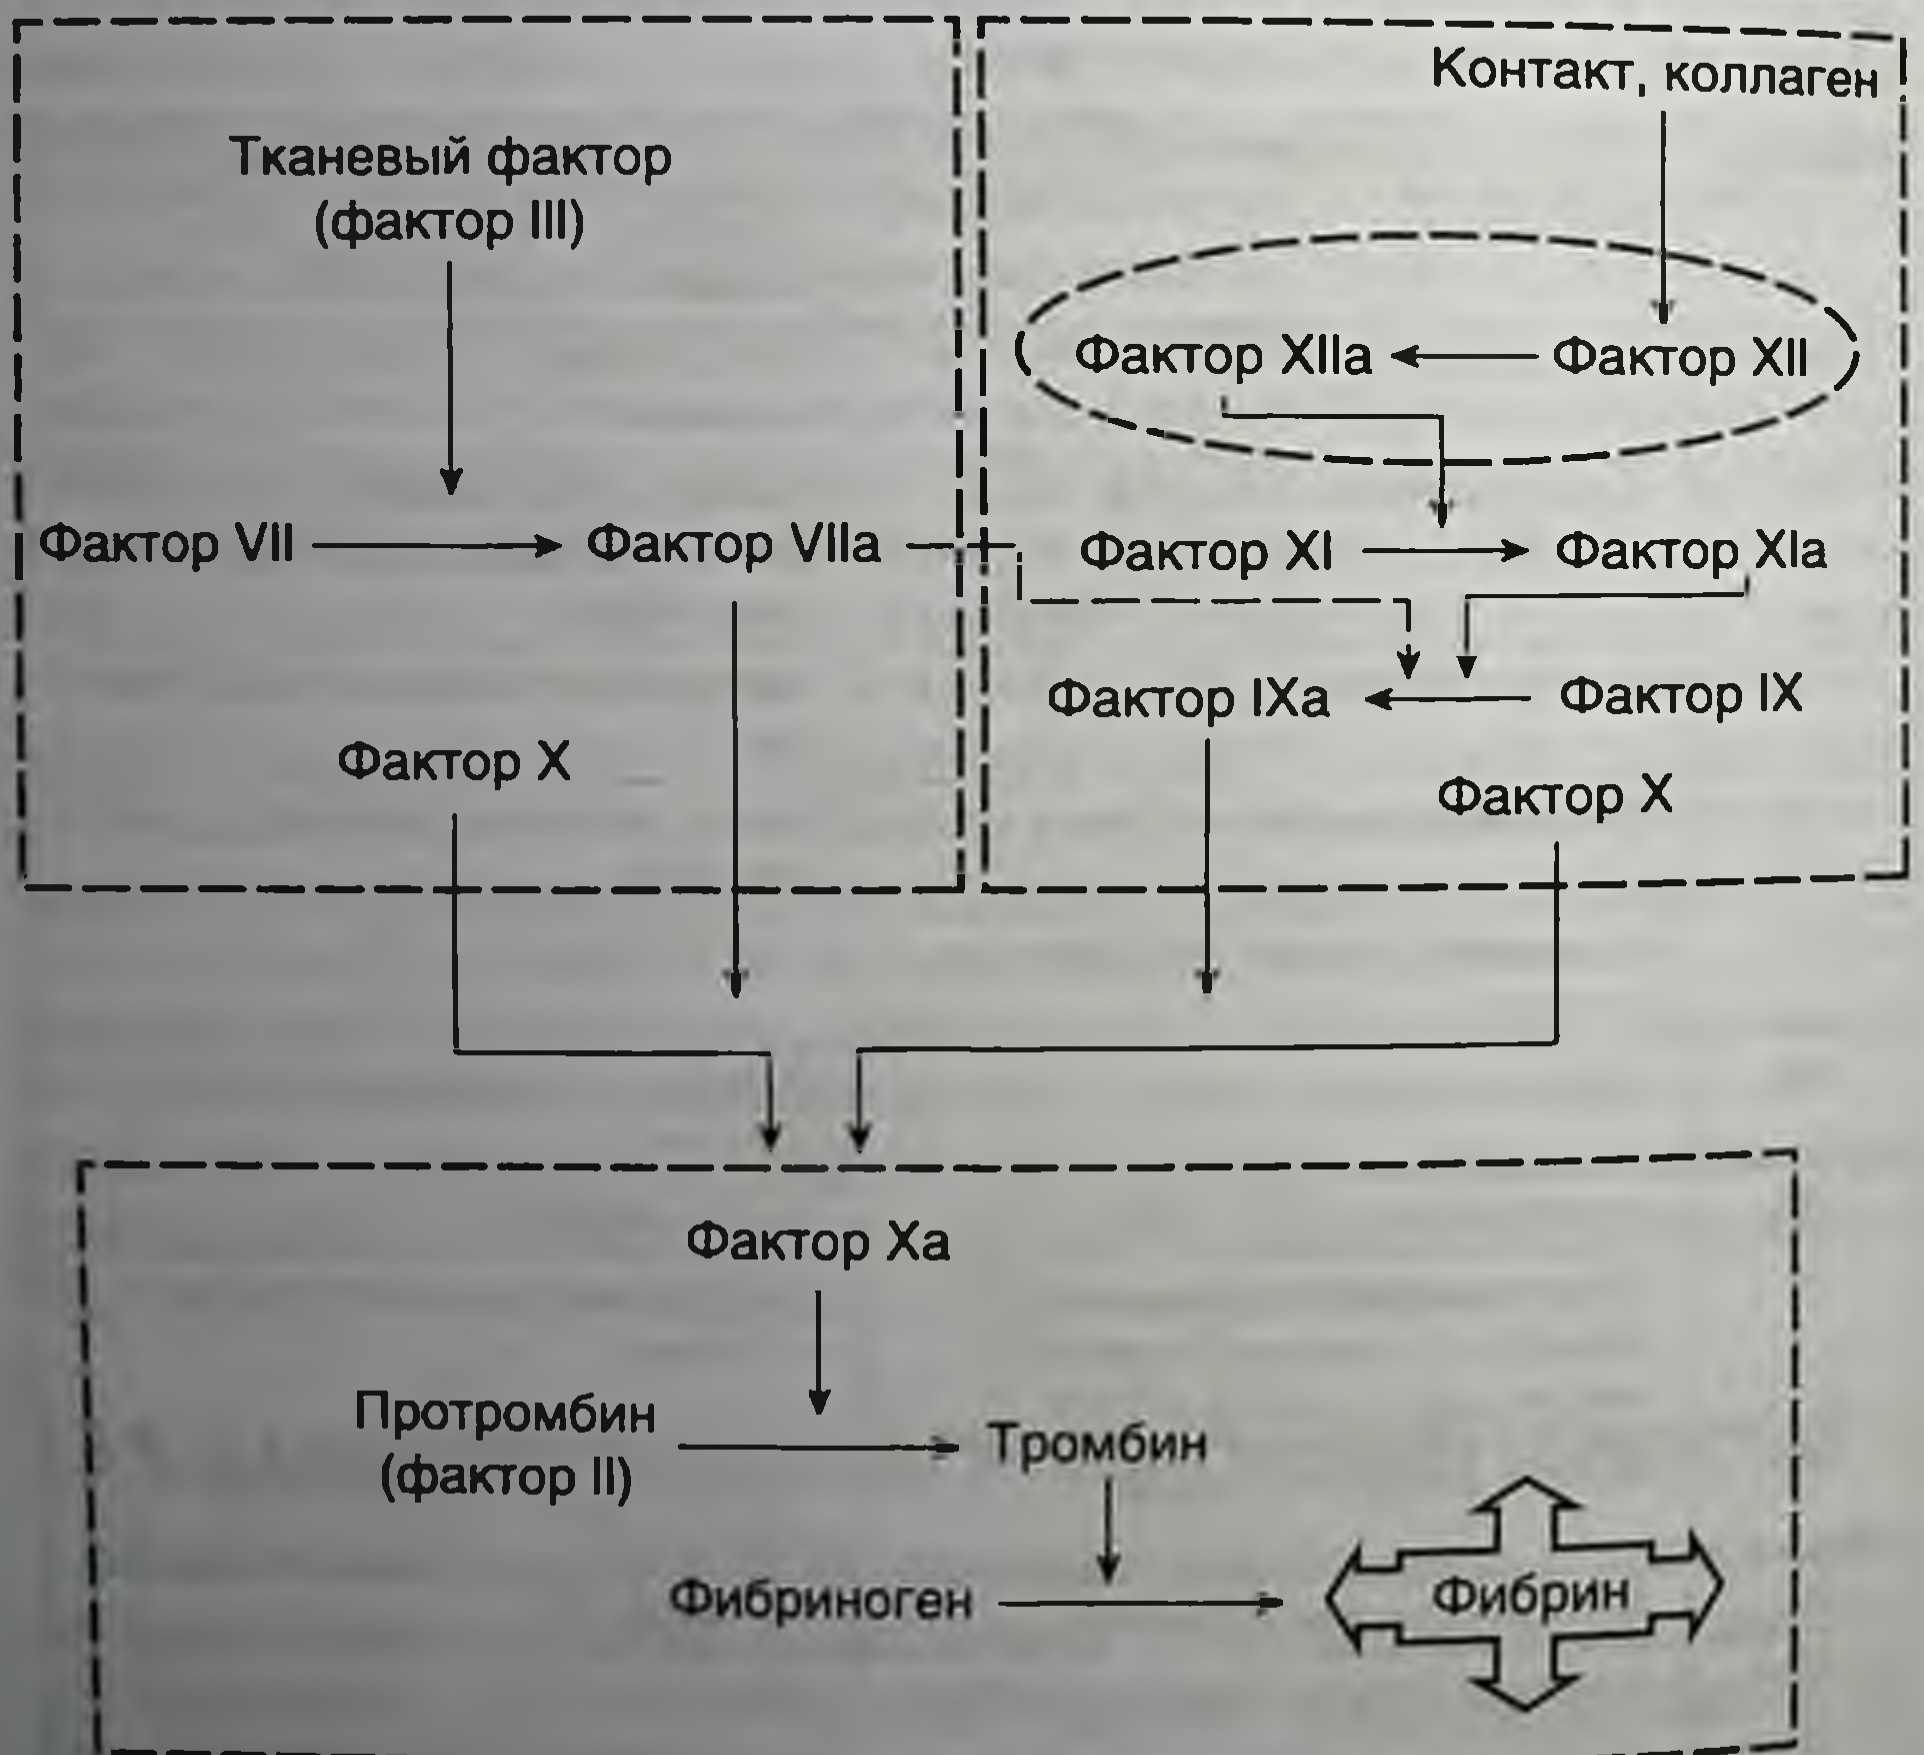 Контакт, коллаген
Тканевый фактор
(фактор III)
Фактор XIIa
Фактор XII
Фактор VII
Фактор VIIa
Фактор XI
Фактор XIa
Фактор IXa
Фактор IX
Фактор X
Фактор X
Фактор Xa
Протромбин
(фактор II)
Тромбин
Фибриноген
Фибрин